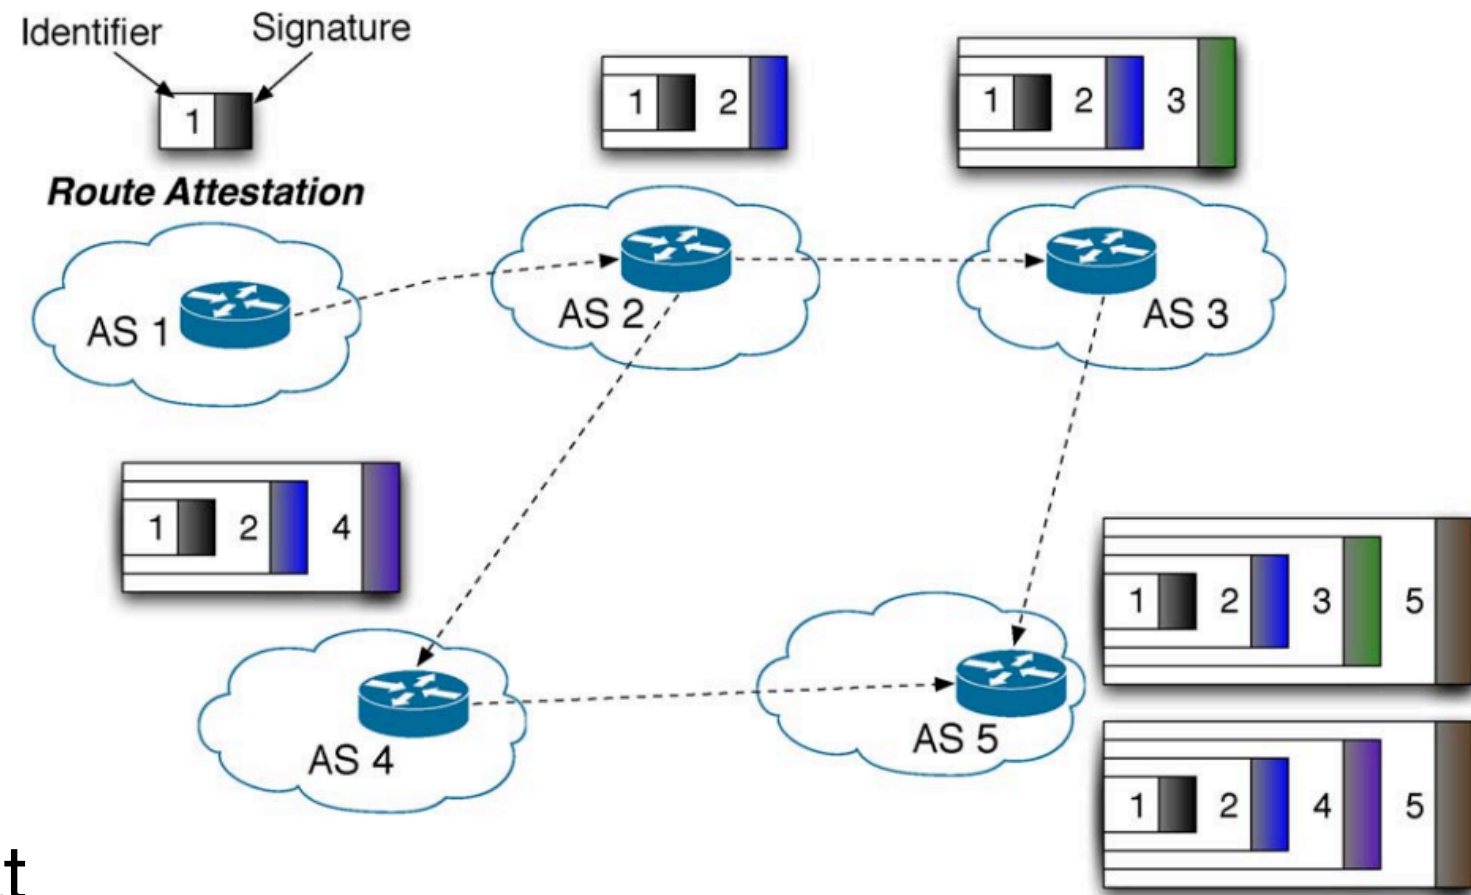 Identifier
Signature
1
Route Attestation
1 2
1 2 3
AS 1
AS 2
AS 3
1 2 4
AS 4
AS 5
1 2 3 5
1 2 4 5
t